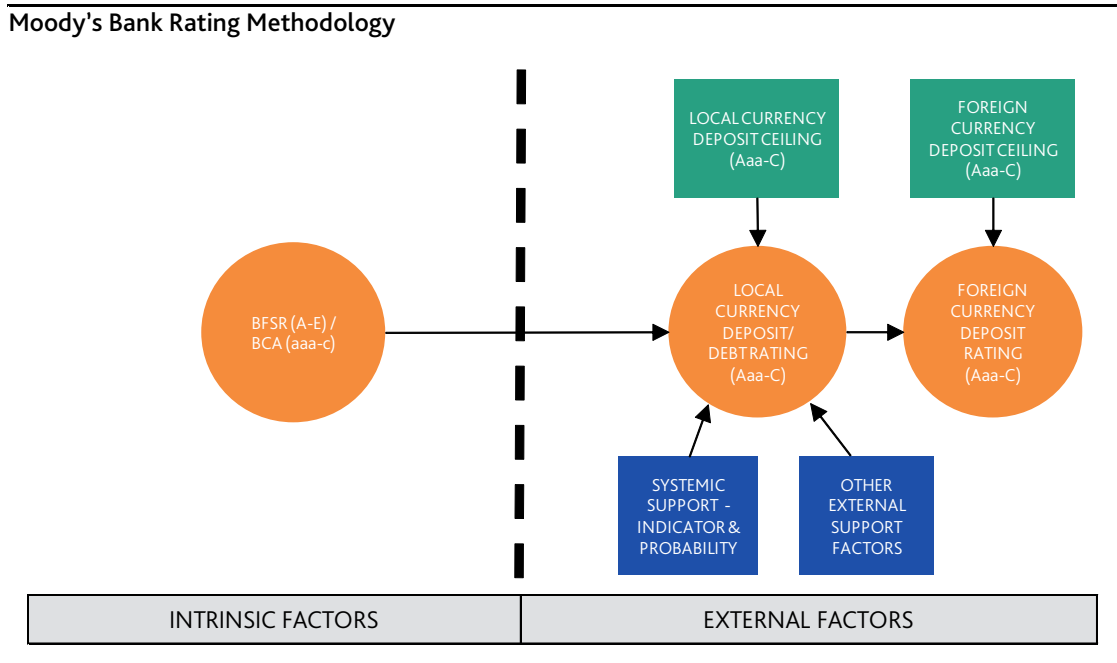 Moody's Bank Rating Methodology
LOCAL CURRENCY
DEPOSIT CEILING
(Aaa-C)
FOREIGN
CURRENCY
DEPOSIT CEILING
(Aaa-C)
BFSR (A-E) /
BCA (aaa-c)
LOCAL
CURRENCY
DEPOSIT/
DEBT RATING
(Aaa-C)
FOREIGN
CURRENCY
DEPOSIT
RATING
(Aaa-C)
SYSTEMIC
SUPPORT -
INDICATOR &
PROBABILITY
OTHER
EXTERNAL
SUPPORT
FACTORS
INTRINSIC FACTORS
EXTERNAL FACTORS